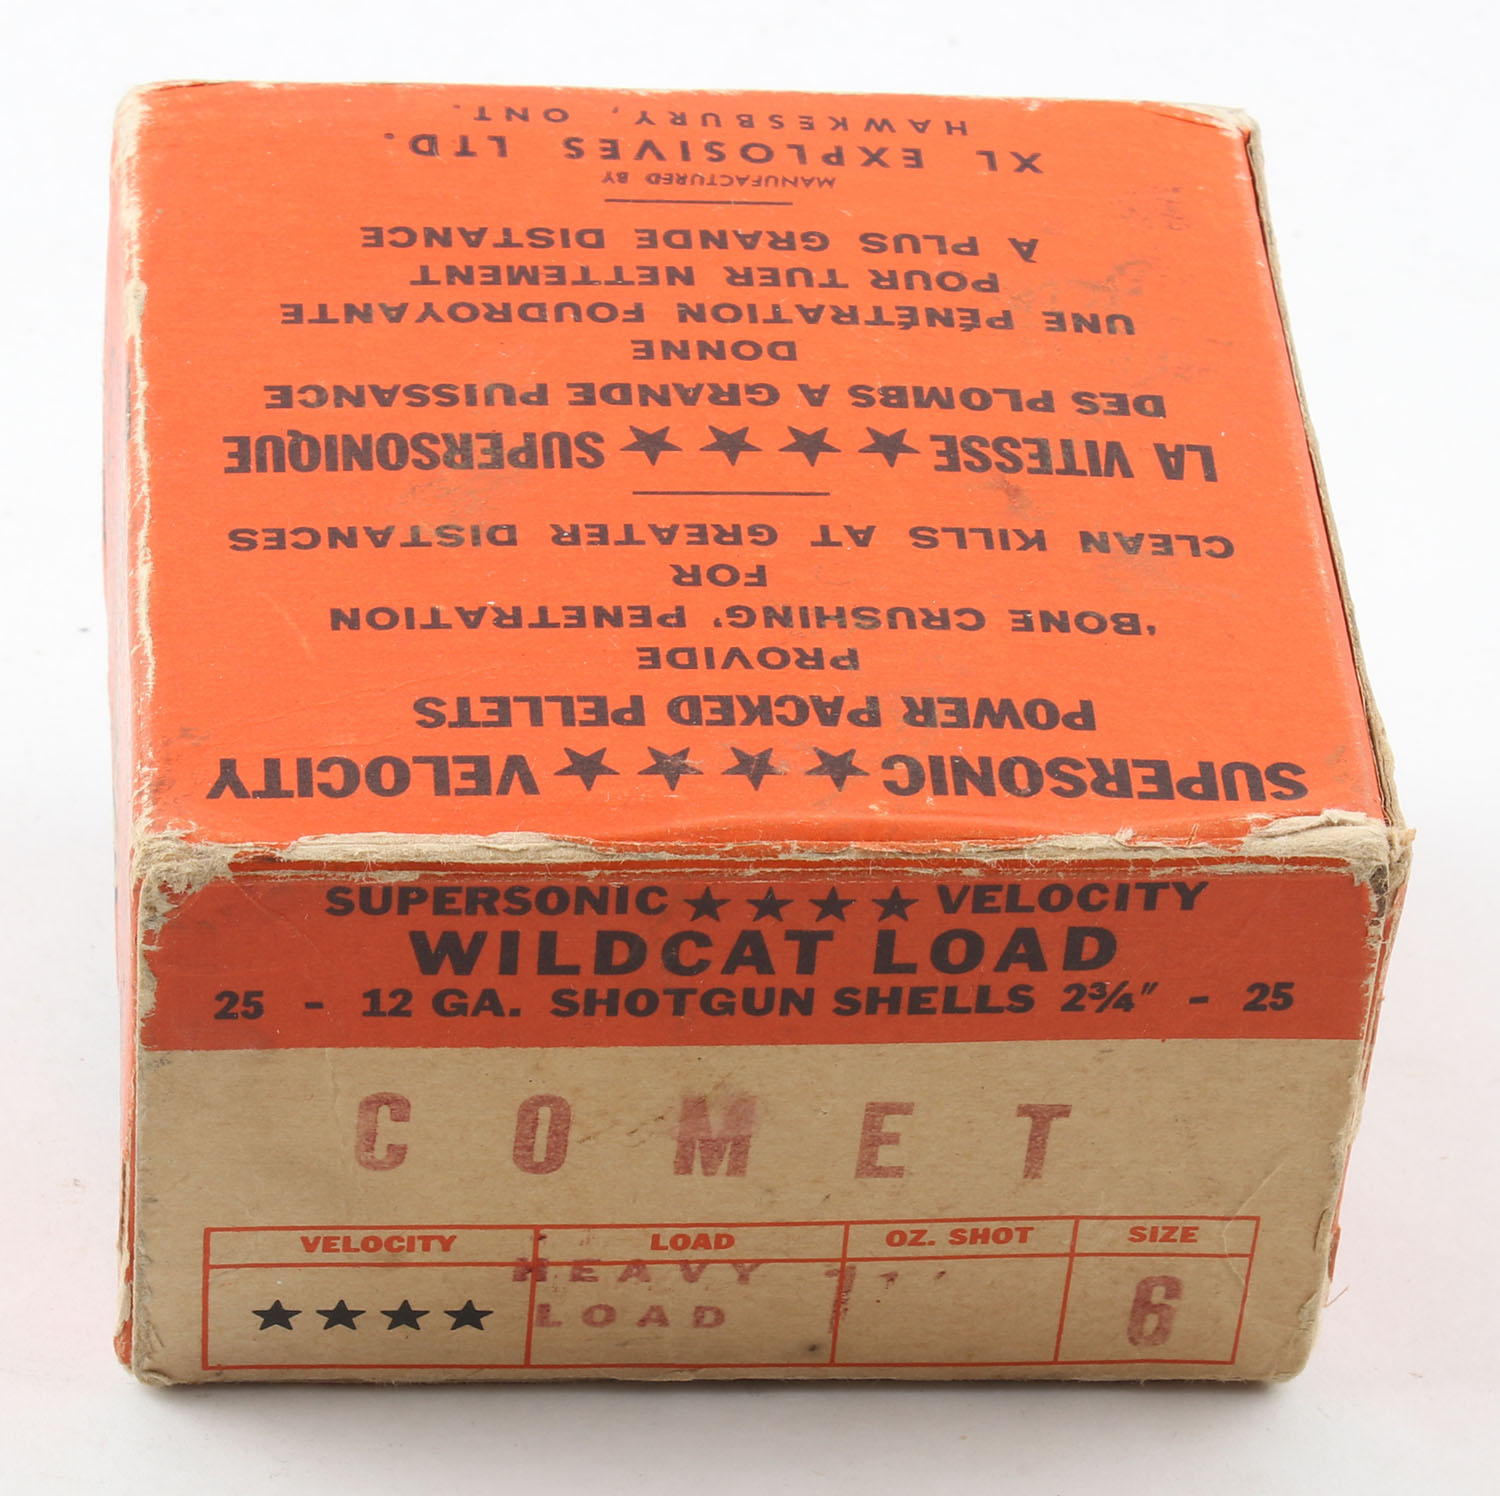 SUPERSONIC ★★★★ VELOCITY
POWER PACKED PELLETS
PROVIDE
'BONE CRUSHING' PENETRATION
FOR
CLEAN KILLS AT GREATER DISTANCES
LA VITESSE ★★★★ SUPERSONIQUE
DES PLOMBS A GRANDE PUISSANCE
DONNE
UNE PÉNÉTRATION FOUDROYANTE
POUR TUER NETTEMENT
À PLUS GRANDE DISTANCE
MANUFACTURED BY
XL EXPLOSIVES LTD.
HAWKESBURY, ONT.
SUPERSONIC ★★★★ VELOCITY
WILDCAT LOAD
25 - 12 GA. SHOTGUN SHELLS 2¾" - 25
COMET
VELOCITY LOAD OZ. SHOT SIZE
★★★★ HEAVY LOAD 6